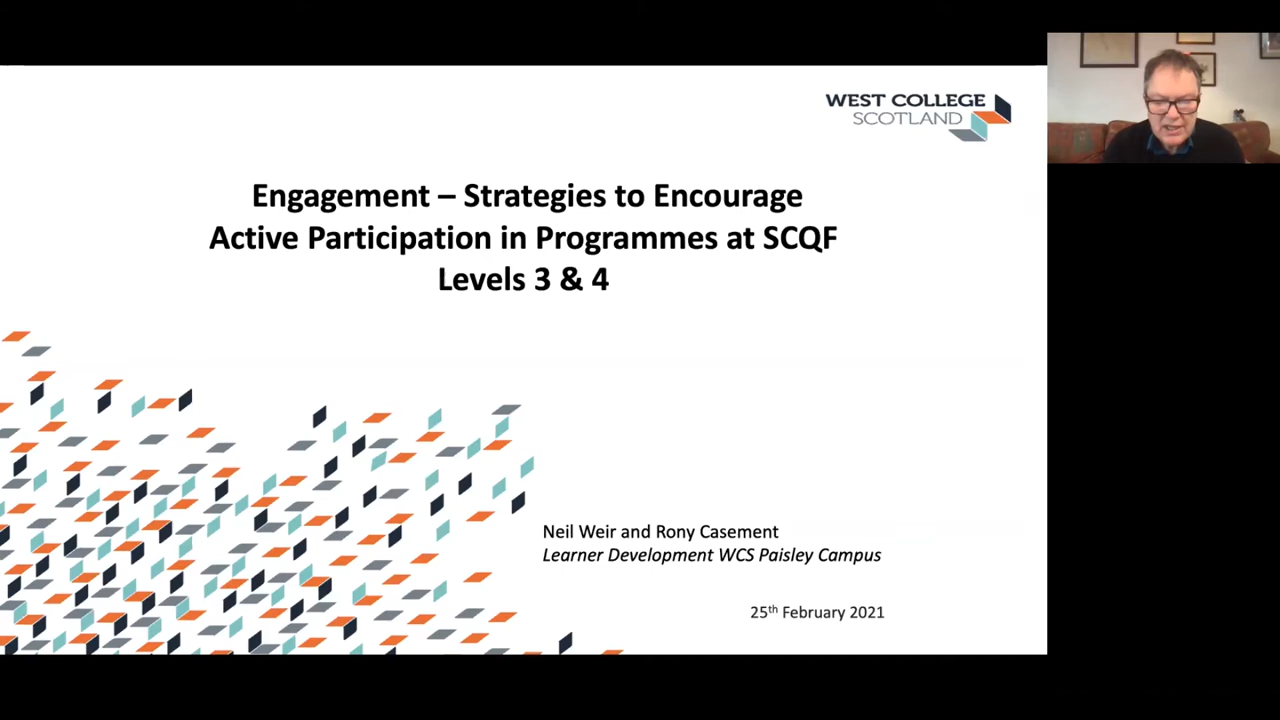 WEST COLLEGE
SCOTLAND
Engagement – Strategies to Encourage
Active Participation in Programmes at SCQF
Levels 3 & 4
Neil Weir and Rony Casement
Learner Development WCS Paisley Campus
25th February 2021